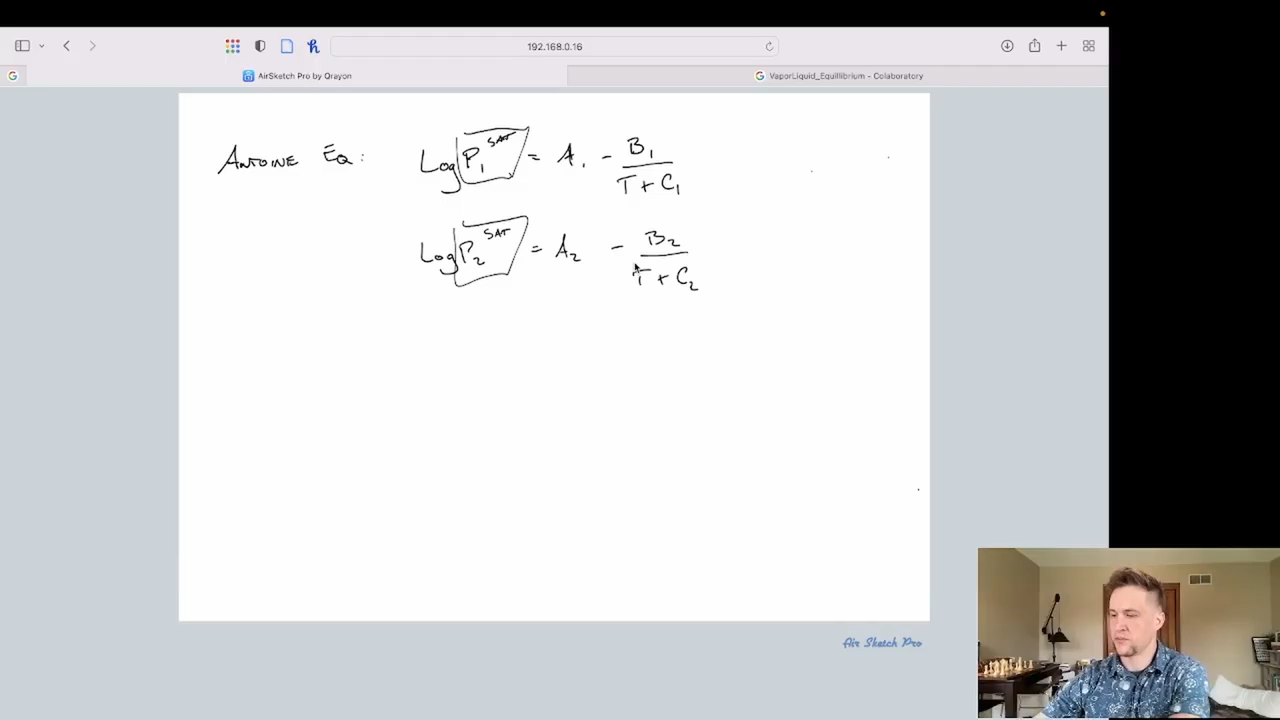 192.168.0.16
AirSketch Pro by Qrayon
VaporLiquid_Equillibrium - Colaboratory
ANTOINE EQ: Log P₁^SAT = A₁ - B₁ / (T + C₁)
Log P₂^SAT = A₂ - B₂ / (T + C₂)
Air Sketch Pro